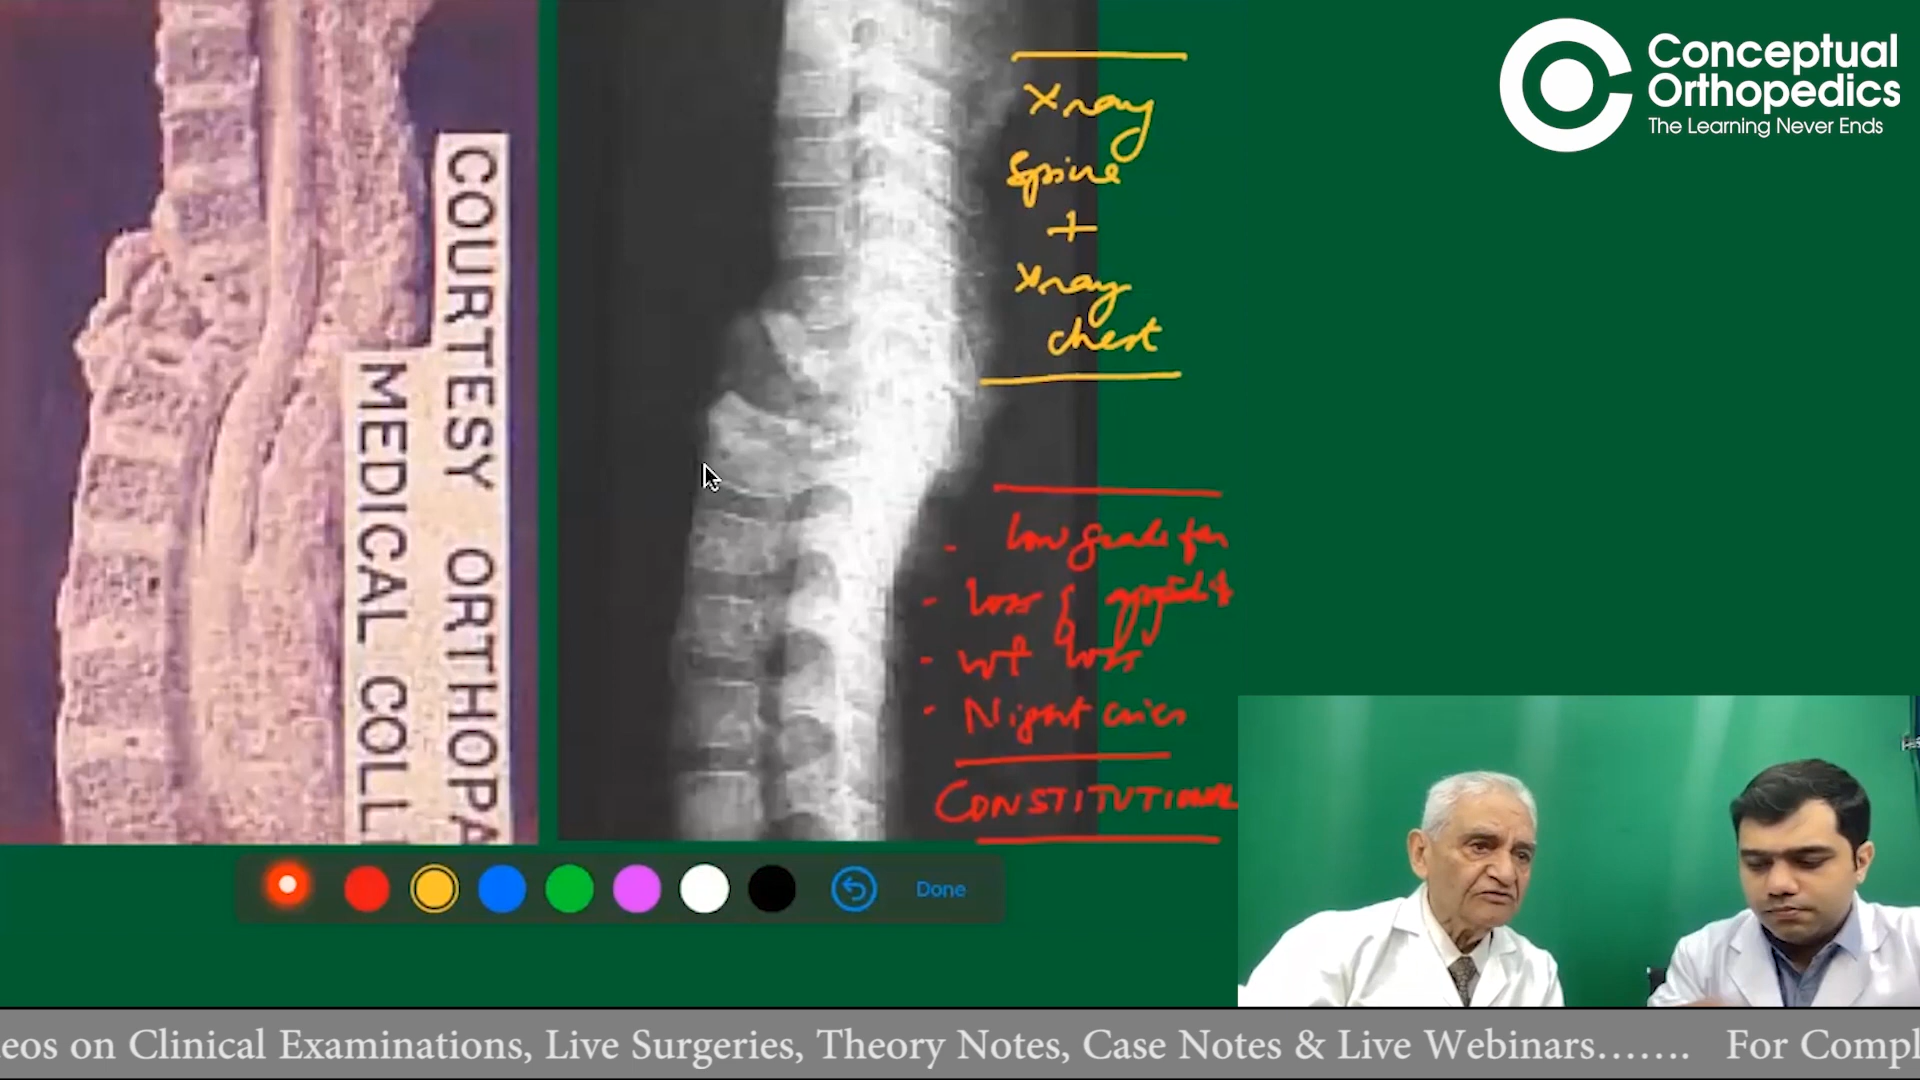 COURTESY ORTHOPA
MEDICAL COLL
Xray
Spine
+
Xray
chest
- low grade
- loss of
- wt loss
- Night cries
CONSTITUTIONAL
Done
Conceptual
Orthopedics
The Learning Never Ends
eos on Clinical Examinations, Live Surgeries, Theory Notes, Case Notes & Live Webinars....... For Compl